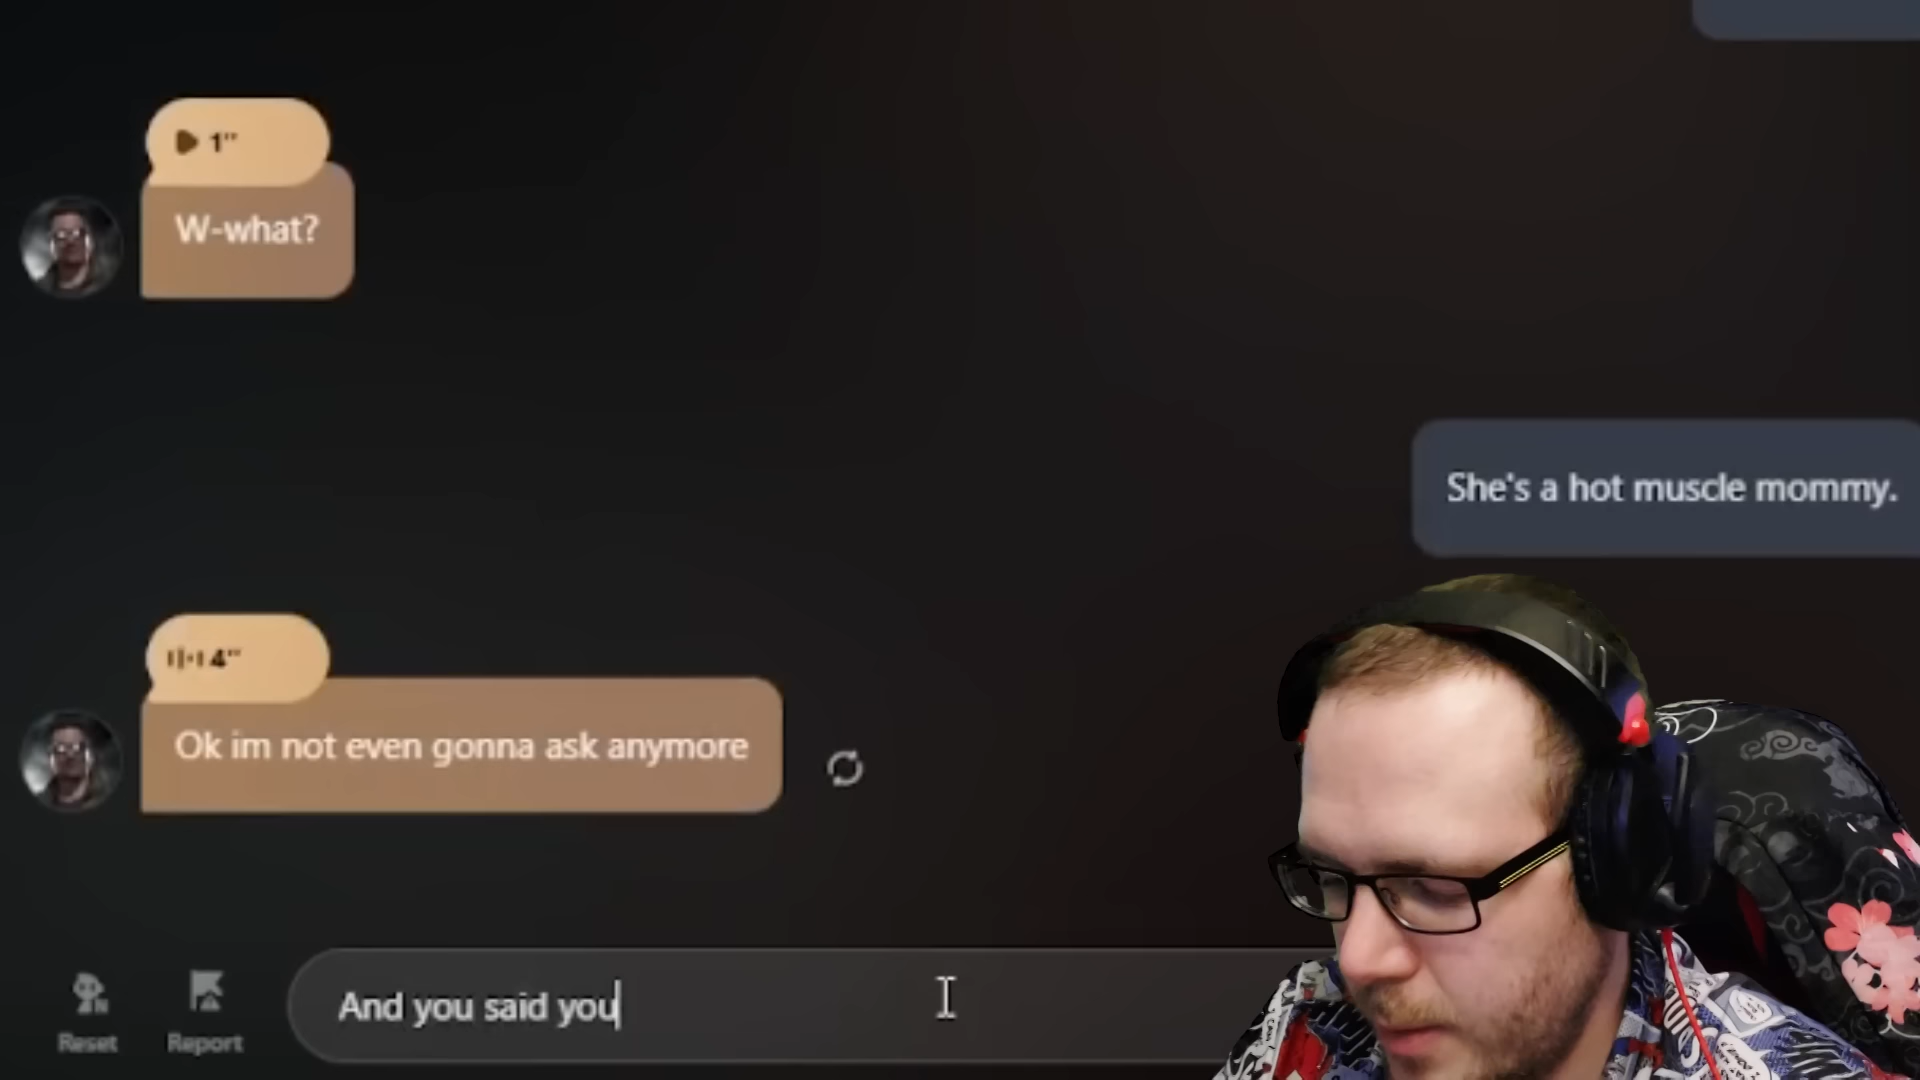 1"
W-what?
She's a hot muscle mommy.
4"
Ok im not even gonna ask anymore
And you said you
Reset
Report